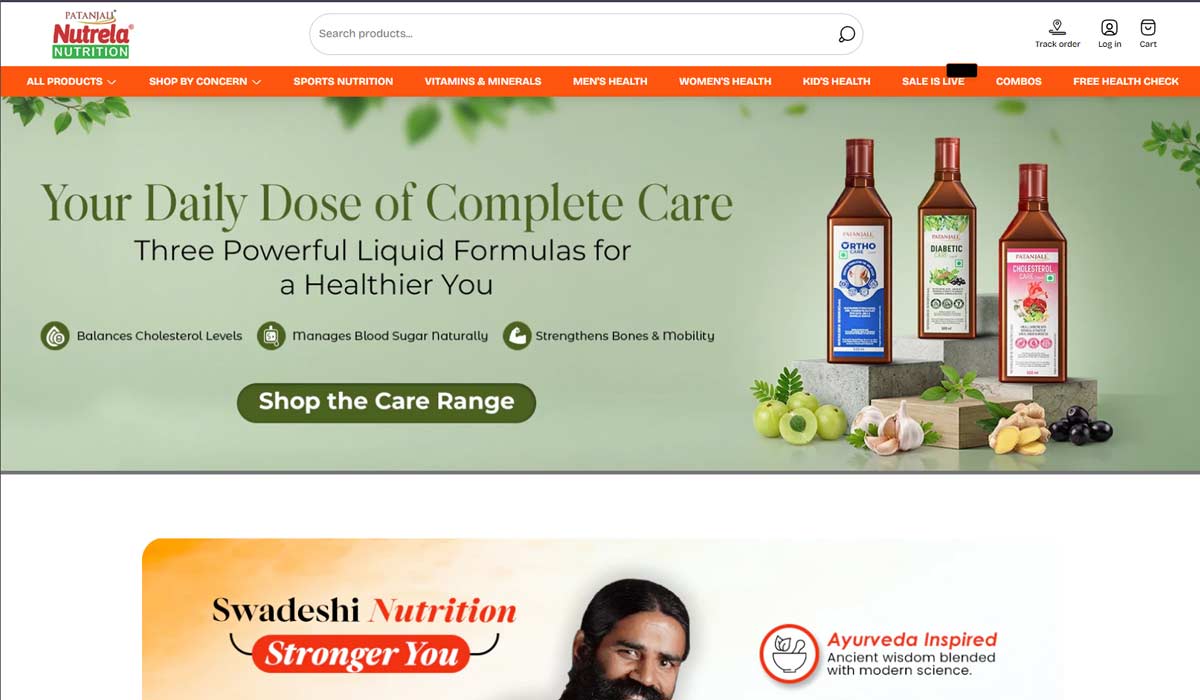 PATANJALI
Nutrela
NUTRITION
Search products...
Track order
Log in
Cart
ALL PRODUCTS
SHOP BY CONCERN
SPORTS NUTRITION
VITAMINS & MINERALS
MEN'S HEALTH
WOMEN'S HEALTH
KID'S HEALTH
SALE IS LIVE
COMBOS
FREE HEALTH CHECK
Your Daily Dose of Complete Care
Three Powerful Liquid Formulas for
a Healthier You
Balances Cholesterol Levels
Manages Blood Sugar Naturally
Strengthens Bones & Mobility
Shop the Care Range
PATANJALI
ORTHO
CARE
PATANJALI
DIABETIC
CARE
PATANJALI
CHOLESTEROL
CARE
Swadeshi Nutrition
Stronger You
Ayurveda Inspired
Ancient wisdom blended
with modern science.